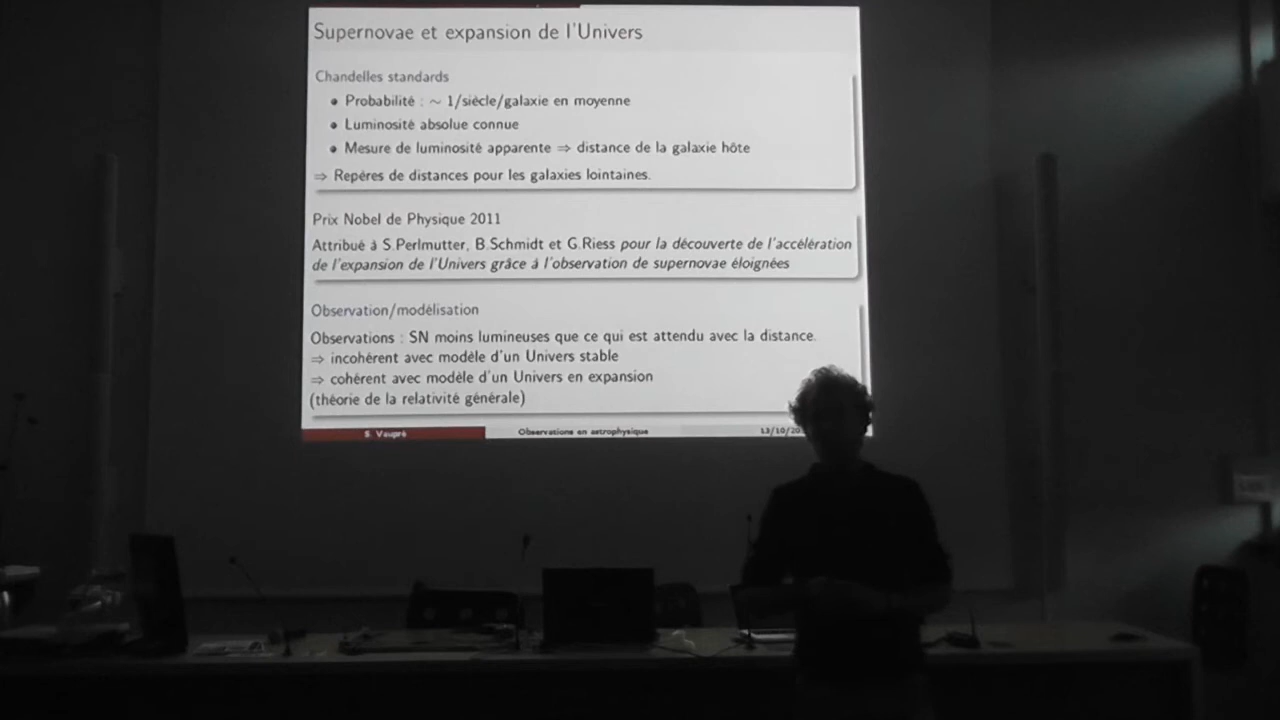 Supernovae et expansion de l'Univers
Chandelles standards
• Probabilité : ∼ 1/siècle/galaxie en moyenne
• Luminosité absolue connue
• Mesure de luminosité apparente ⇒ distance de la galaxie hôte
⇒ Repères de distances pour les galaxies lointaines.
Prix Nobel de Physique 2011
Attribué à S.Perlmutter, B.Schmidt et G.Riess pour la découverte de l'accélération
de l'expansion de l'Univers grâce à l'observation de supernovae éloignées
Observation/modélisation
Observations : SN moins lumineuses que ce qui est attendu avec la distance.
⇒ incohérent avec modèle d'un Univers stable
⇒ cohérent avec modèle d'un Univers en expansion
(théorie de la relativité générale)
S. Vaupré Observations en astrophysique 13/10/20